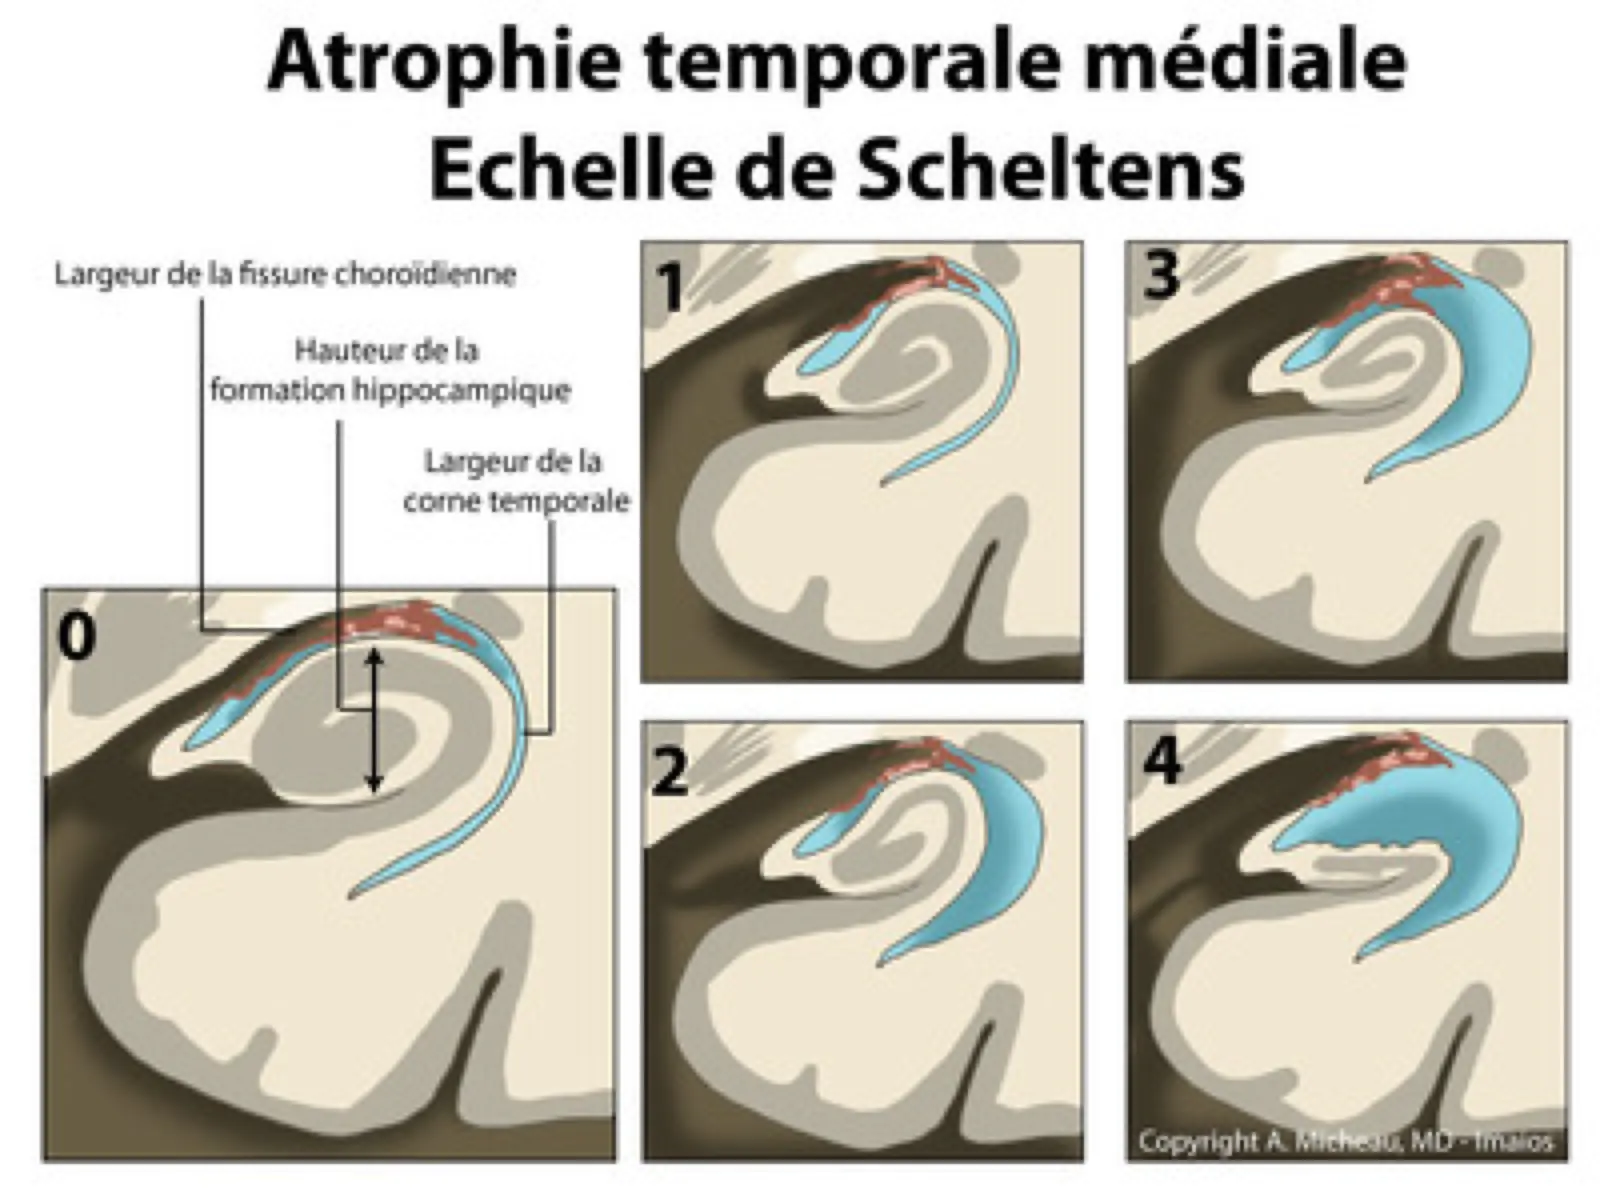 Atrophie temporale médiale
Echelle de Scheltens
Largeur de la fissure choroïdienne
Hauteur de la
formation hippocampique
Largeur de la
corne temporale
0
1
2
3
4
Copyright A. Micheau, MD - Imaios